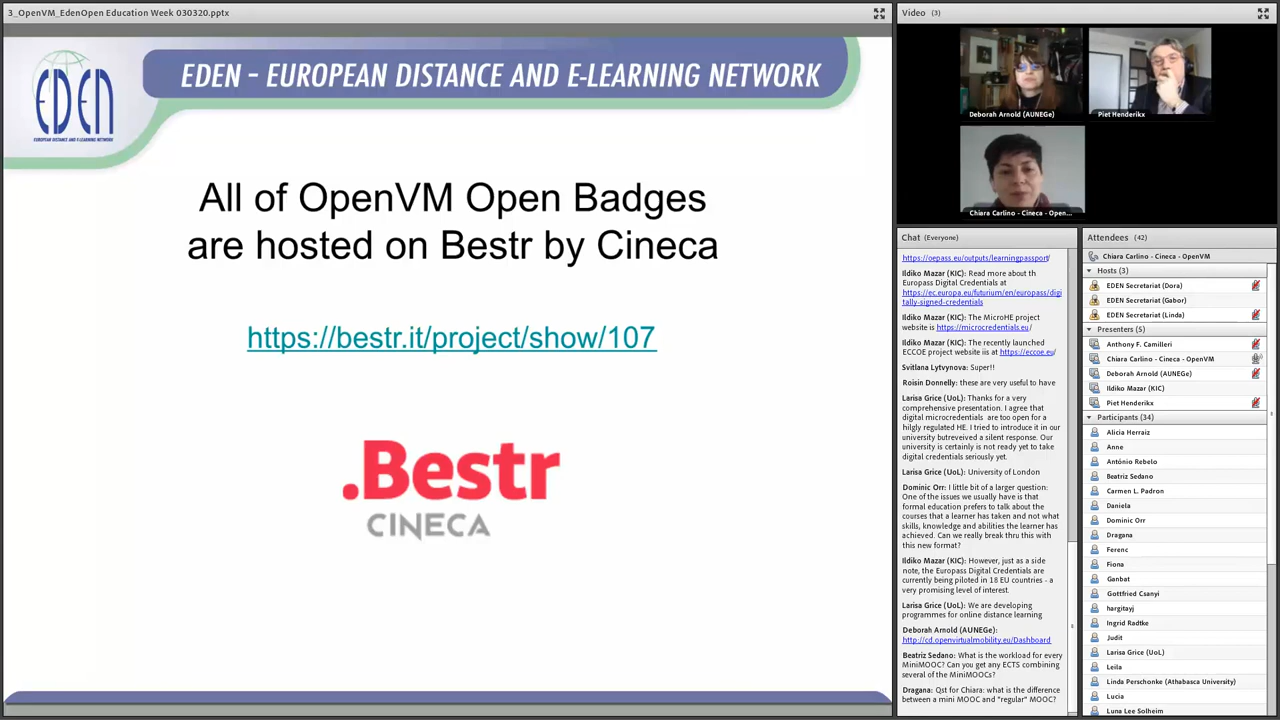 3_OpenVM_EdenOpen Education Week 030320.pptx
EDEN
EUROPEAN DISTANCE AND E-LEARNING NETWORK
EDEN - EUROPEAN DISTANCE AND E-LEARNING NETWORK
All of OpenVM Open Badges
are hosted on Bestr by Cineca
https://bestr.it/project/show/107
.Bestr
CINECA
Video (3)
Deborah Arnold (AUNEGe)
Piet Henderikx
Chiara Carlino - Cineca - Open...
Chat (Everyone)
https://oepass.eu/outputs/learningpassport/
Ildiko Mazar (KIC): Read more about th
Europass Digital Credentials at
https://ec.europa.eu/futurium/en/europass/digi
tally-signed-credentials
Ildiko Mazar (KIC): The MicroHE project
website is https://microcredentials.eu/
Ildiko Mazar (KIC): The recently launched
ECCOE project website iis at https://eccoe.eu/
Svitlana Lytvynova: Super!!
Roisin Donnelly: these are very useful to have
Larisa Grice (UoL): Thanks for a very
comprehensive presentation. I agree that
digital microcredentials are too open for a
hilgly regulated HE. I tried to introduce it in our
university butreveived a silent response. Our
university is certainly is not ready yet to take
digital credentials seriously yet.
Larisa Grice (UoL): University of London
Dominic Orr: I little bit of a larger question:
One of the issues we usually have is that
formal education prefers to talk about the
courses that a learner has taken and not what
skills, knowledge and abilities the learner has
achieved. Can we really break thru this with
this new format?
Ildiko Mazar (KIC): However, just as a side
note, the Europass Digital Credentials are
currently being piloted in 18 EU countries - a
very promising level of interest.
Larisa Grice (UoL): We are developing
programmes for online distance learning
Deborah Arnold (AUNEGe):
http://cd.openvirtualmobility.eu/Dashboard
Beatriz Sedano: What is the workload for every
MiniMOOC? Can you get any ECTS combining
several of the MiniMOOCs?
Dragana: Qst for Chiara: what is the difference
between a mini MOOC and "regular" MOOC?
Attendees (42)
Chiara Carlino - Cineca - OpenVM
Hosts (3)
EDEN Secretariat (Dora)
EDEN Secretariat (Gabor)
EDEN Secretariat (Linda)
Presenters (5)
Anthony F. Camilleri
Chiara Carlino - Cineca - OpenVM
Deborah Arnold (AUNEGe)
Ildiko Mazar (KIC)
Piet Henderikx
Participants (34)
Alicia Herraiz
Anne
António Rebelo
Beatriz Sedano
Carmen L. Padron
Daniela
Dominic Orr
Dragana
Ferenc
Fiona
Ganbat
Gottfried Csanyi
hargitayj
Ingrid Radtke
Judit
Larisa Grice (UoL)
Leila
Linda Perschonke (Athabasca University)
Lucia
Luna Lee Solheim